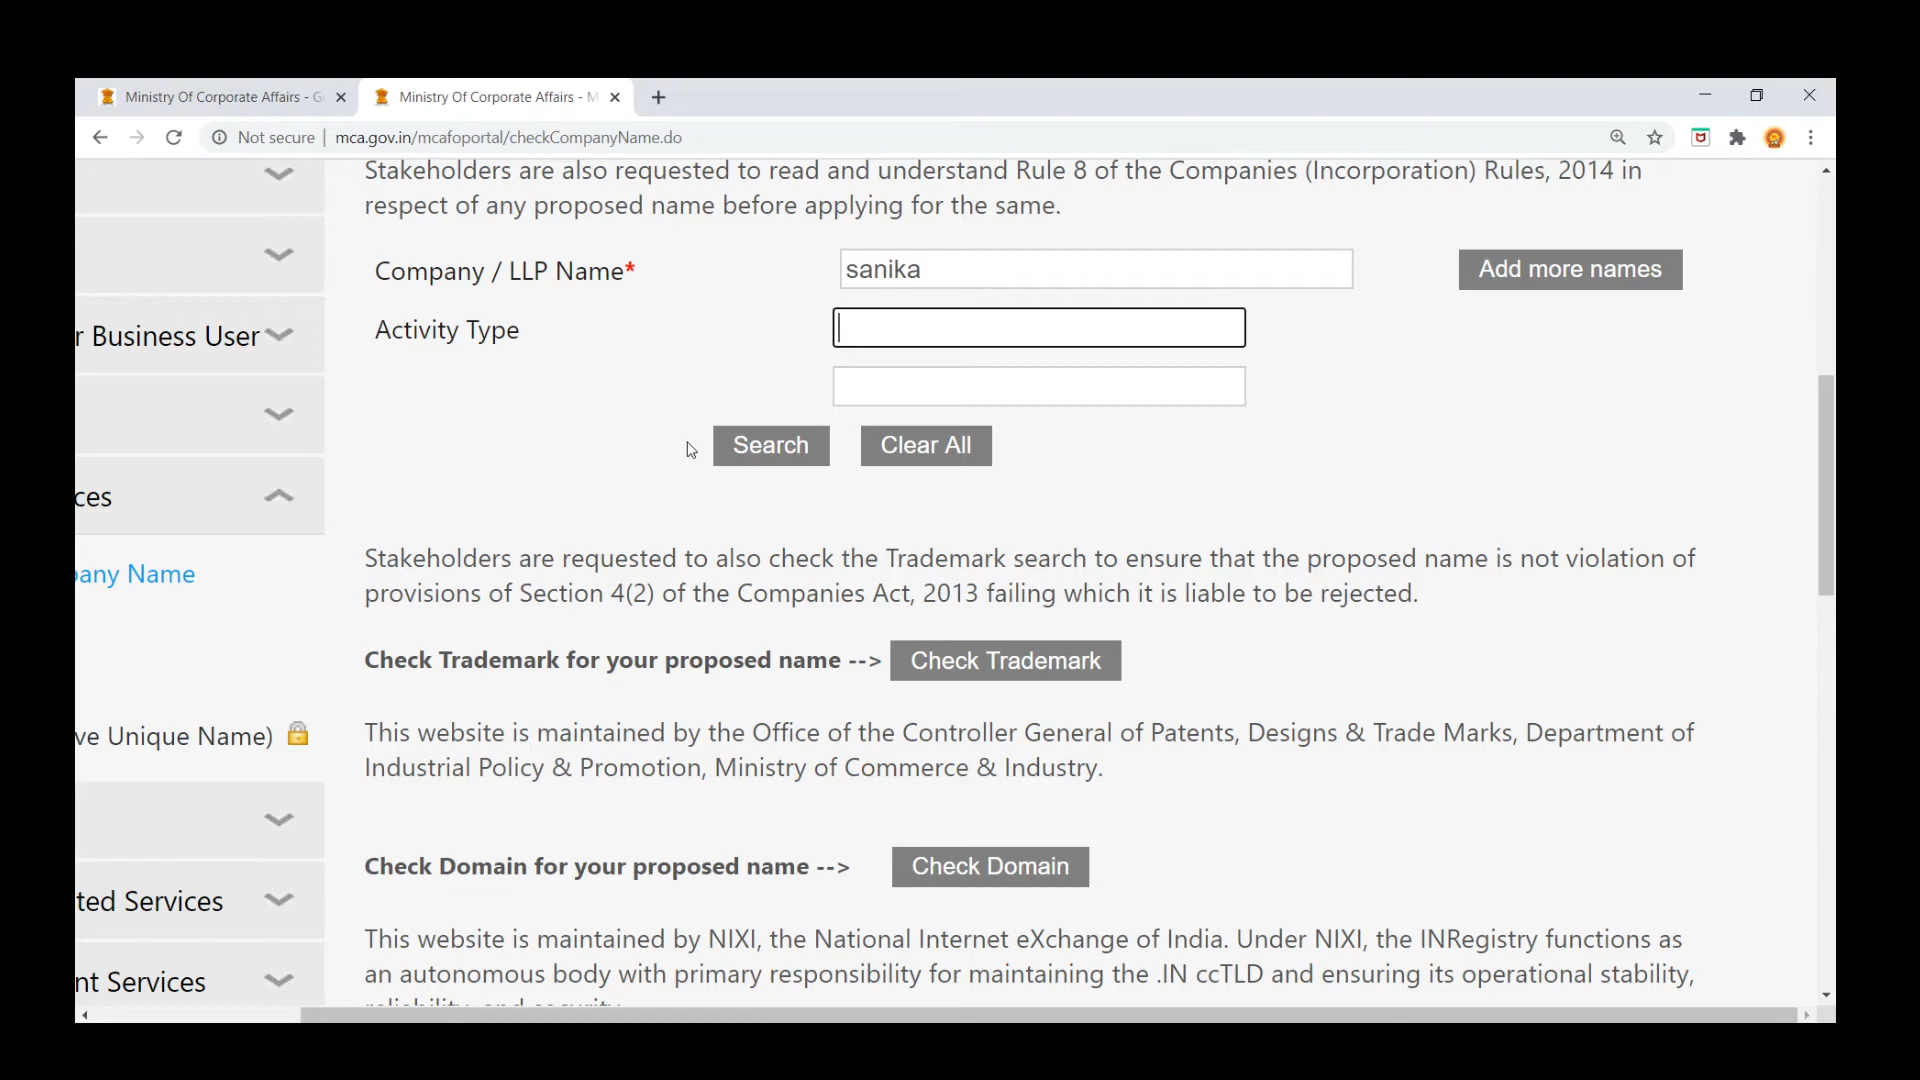 Ministry Of Corporate Affairs - G
Ministry Of Corporate Affairs - M
Not secure
mca.gov.in/mcafoportal/checkCompanyName.do
Stakeholders are also requested to read and understand Rule 8 of the Companies (Incorporation) Rules, 2014 in
respect of any proposed name before applying for the same.
Company / LLP Name*
sanika
Add more names
Activity Type
r Business User
Search
Clear All
ces
Stakeholders are requested to also check the Trademark search to ensure that the proposed name is not violation of
provisions of Section 4(2) of the Companies Act, 2013 failing which it is liable to be rejected.
pany Name
Check Trademark for your proposed name -->
Check Trademark
ve Unique Name)
This website is maintained by the Office of the Controller General of Patents, Designs & Trade Marks, Department of
Industrial Policy & Promotion, Ministry of Commerce & Industry.
Check Domain for your proposed name -->
Check Domain
ted Services
This website is maintained by NIXI, the National Internet eXchange of India. Under NIXI, the INRegistry functions as
an autonomous body with primary responsibility for maintaining the .IN ccTLD and ensuring its operational stability,
nt Services
reliability, and security